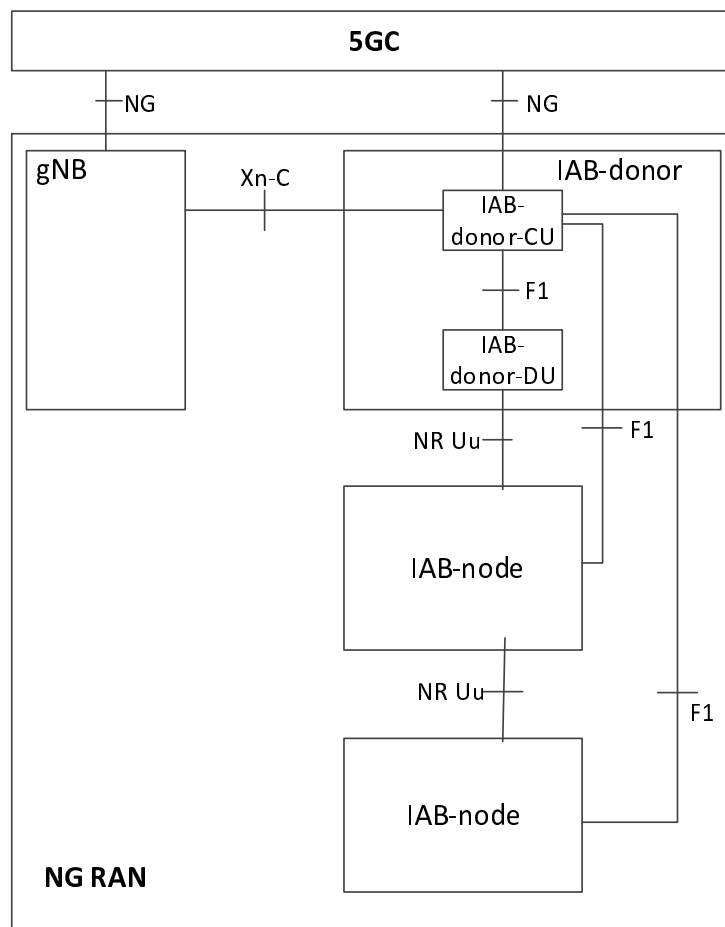 5GC
NG
NG
gNB
IAB-donor
Xn-C
IAB-
donor-CU
F1
IAB-
donor-DU
NR Uu
F1
IAB-node
NR Uu
F1
IAB-node
NG RAN